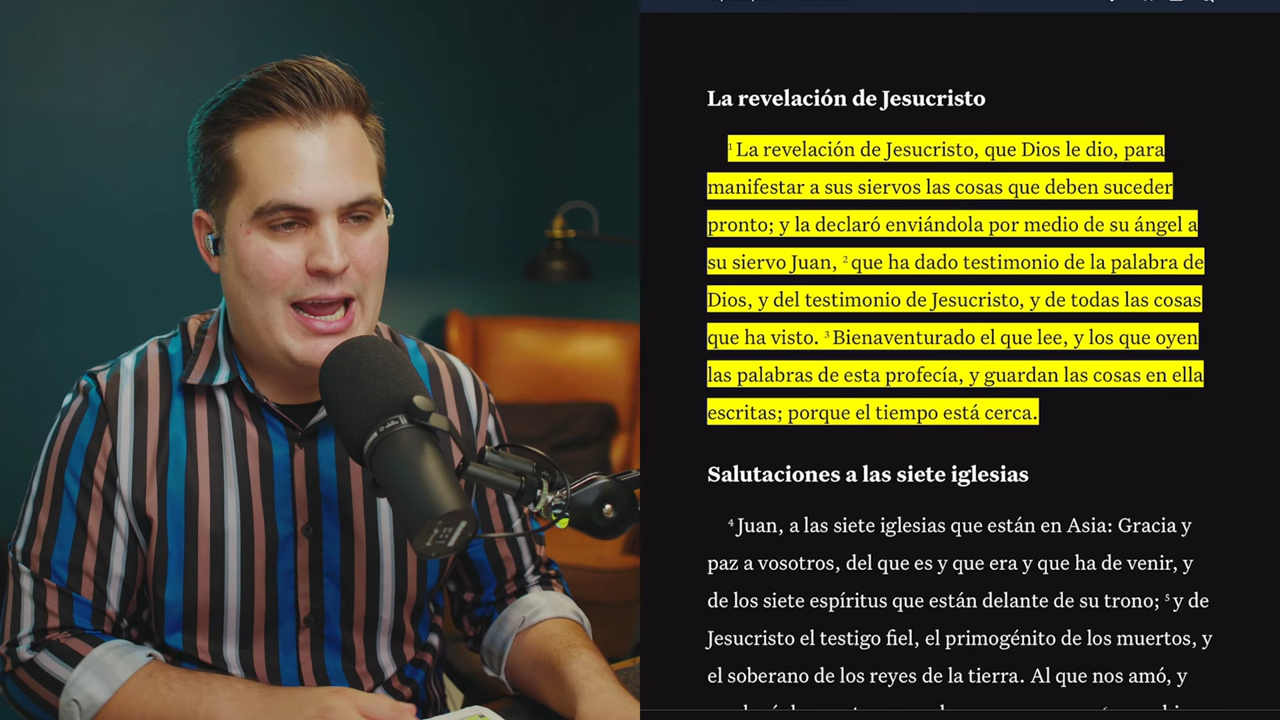 La revelación de Jesucristo
1 La revelación de Jesucristo, que Dios le dio, para
manifestar a sus siervos las cosas que deben suceder
pronto; y la declaró enviándola por medio de su ángel a
su siervo Juan, 2 que ha dado testimonio de la palabra de
Dios, y del testimonio de Jesucristo, y de todas las cosas
que ha visto. 3 Bienaventurado el que lee, y los que oyen
las palabras de esta profecía, y guardan las cosas en ella
escritas; porque el tiempo está cerca.
Salutaciones a las siete iglesias
4 Juan, a las siete iglesias que están en Asia: Gracia y
paz a vosotros, del que es y que era y que ha de venir, y
de los siete espíritus que están delante de su trono; 5 y de
Jesucristo el testigo fiel, el primogénito de los muertos, y
el soberano de los reyes de la tierra. Al que nos amó, y